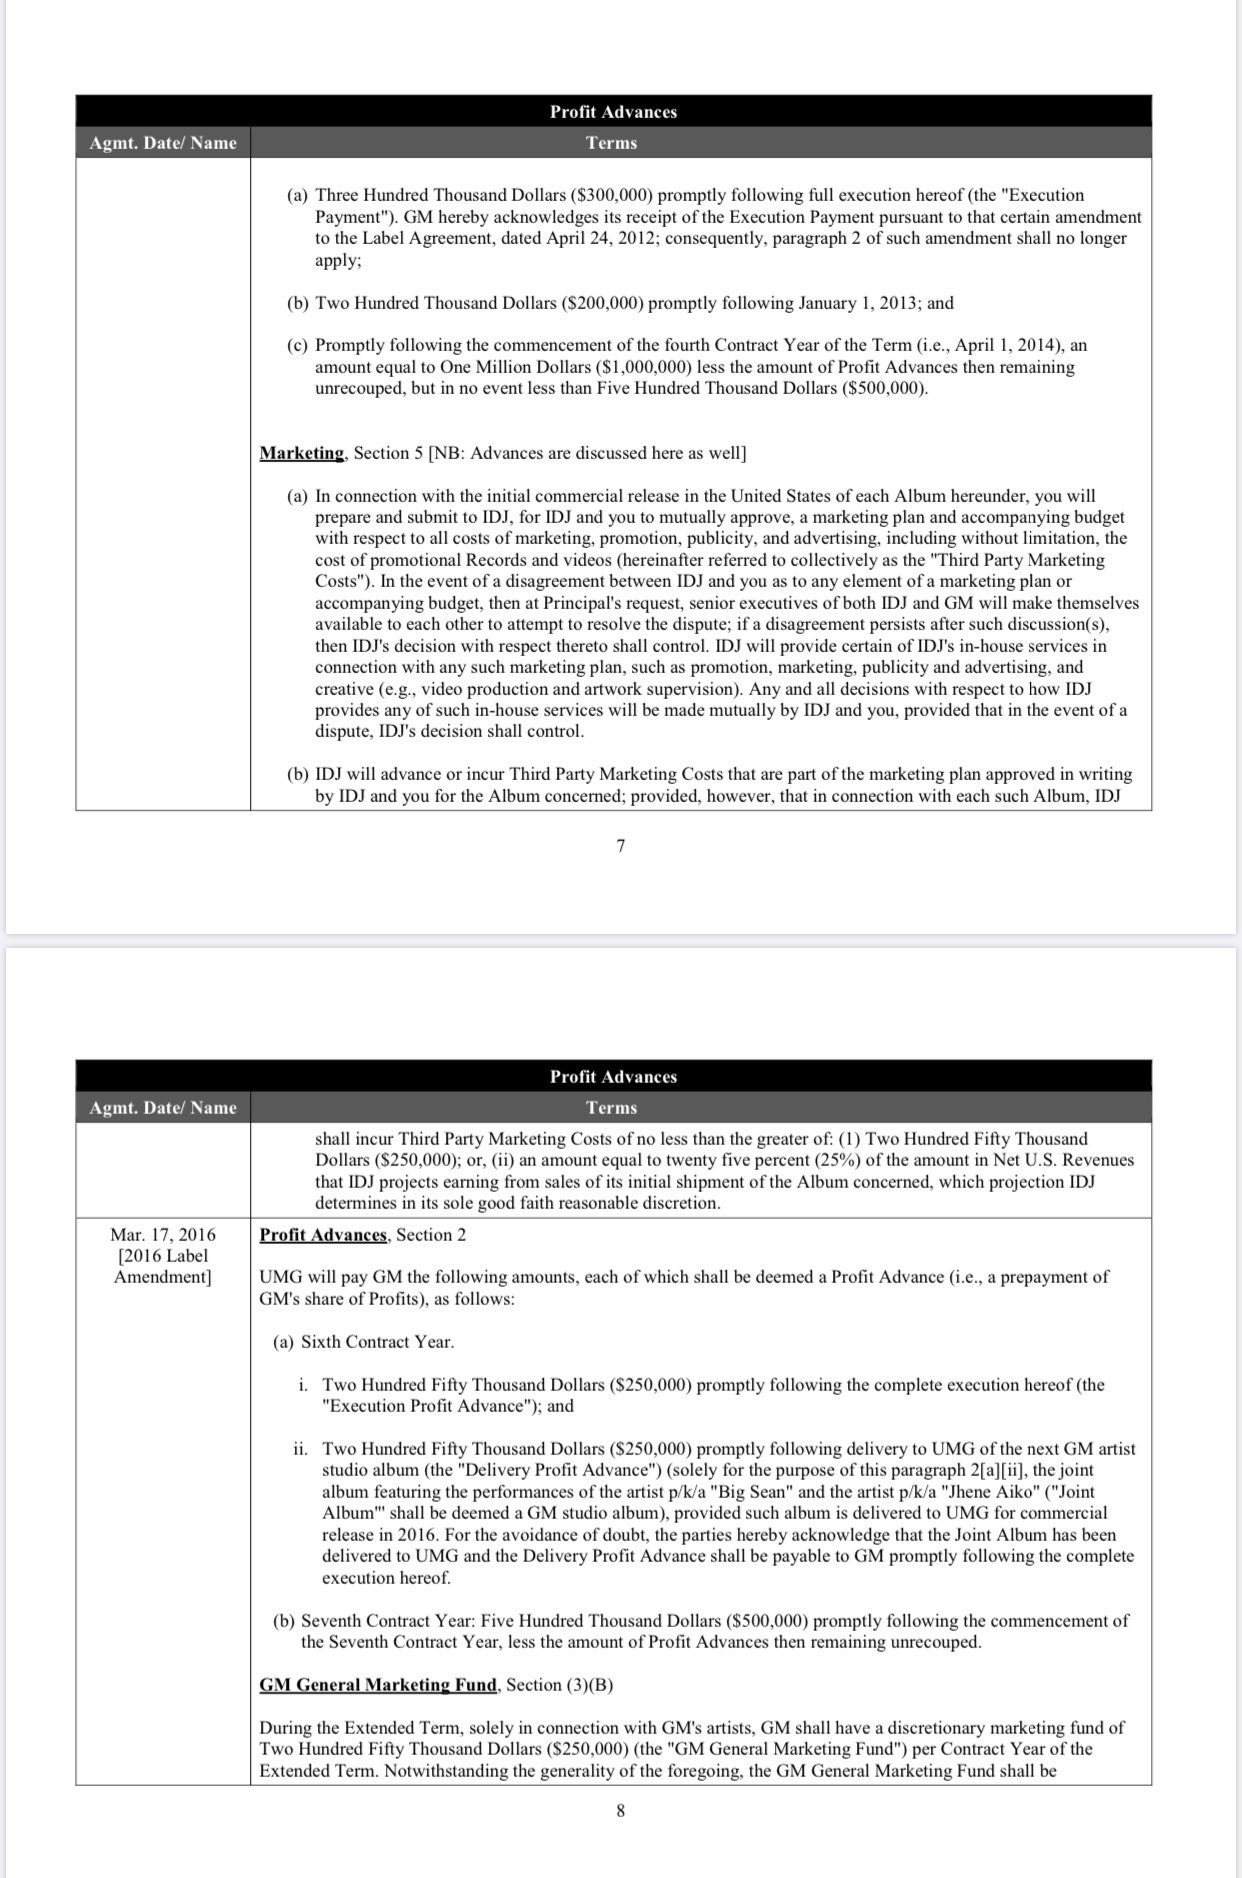 Profit Advances
Agmt. Date/ Name Terms
(a) Three Hundred Thousand Dollars ($300,000) promptly following full execution hereof (the "Execution
Payment"). GM hereby acknowledges its receipt of the Execution Payment pursuant to that certain amendment
to the Label Agreement, dated April 24, 2012; consequently, paragraph 2 of such amendment shall no longer
apply;
(b) Two Hundred Thousand Dollars ($200,000) promptly following January 1, 2013; and
(c) Promptly following the commencement of the fourth Contract Year of the Term (i.e., April 1, 2014), an
amount equal to One Million Dollars ($1,000,000) less the amount of Profit Advances then remaining
unrecouped, but in no event less than Five Hundred Thousand Dollars ($500,000).
Marketing, Section 5 [NB: Advances are discussed here as well]
(a) In connection with the initial commercial release in the United States of each Album hereunder, you will
prepare and submit to IDJ, for IDJ and you to mutually approve, a marketing plan and accompanying budget
with respect to all costs of marketing, promotion, publicity, and advertising, including without limitation, the
cost of promotional Records and videos (hereinafter referred to collectively as the "Third Party Marketing
Costs"). In the event of a disagreement between IDJ and you as to any element of a marketing plan or
accompanying budget, then at Principal's request, senior executives of both IDJ and GM will make themselves
available to each other to attempt to resolve the dispute; if a disagreement persists after such discussion(s),
then IDJ's decision with respect thereto shall control. IDJ will provide certain of IDJ's in-house services in
connection with any such marketing plan, such as promotion, marketing, publicity and advertising, and
creative (e.g., video production and artwork supervision). Any and all decisions with respect to how IDJ
provides any of such in-house services will be made mutually by IDJ and you, provided that in the event of a
dispute, IDJ's decision shall control.
(b) IDJ will advance or incur Third Party Marketing Costs that are part of the marketing plan approved in writing
by IDJ and you for the Album concerned; provided, however, that in connection with each such Album, IDJ
7
Profit Advances
Agmt. Date/ Name Terms
shall incur Third Party Marketing Costs of no less than the greater of: (1) Two Hundred Fifty Thousand
Dollars ($250,000); or, (ii) an amount equal to twenty five percent (25%) of the amount in Net U.S. Revenues
that IDJ projects earning from sales of its initial shipment of the Album concerned, which projection IDJ
determines in its sole good faith reasonable discretion.
Mar. 17, 2016
[2016 Label
Amendment]
Profit Advances, Section 2
UMG will pay GM the following amounts, each of which shall be deemed a Profit Advance (i.e., a prepayment of
GM's share of Profits), as follows:
(a) Sixth Contract Year.
i. Two Hundred Fifty Thousand Dollars ($250,000) promptly following the complete execution hereof (the
"Execution Profit Advance"); and
ii. Two Hundred Fifty Thousand Dollars ($250,000) promptly following delivery to UMG of the next GM artist
studio album (the "Delivery Profit Advance") (solely for the purpose of this paragraph 2[a][ii], the joint
album featuring the performances of the artist p/k/a "Big Sean" and the artist p/k/a "Jhene Aiko" ("Joint
Album"' shall be deemed a GM studio album), provided such album is delivered to UMG for commercial
release in 2016. For the avoidance of doubt, the parties hereby acknowledge that the Joint Album has been
delivered to UMG and the Delivery Profit Advance shall be payable to GM promptly following the complete
execution hereof.
(b) Seventh Contract Year: Five Hundred Thousand Dollars ($500,000) promptly following the commencement of
the Seventh Contract Year, less the amount of Profit Advances then remaining unrecouped.
GM General Marketing Fund, Section (3)(B)
During the Extended Term, solely in connection with GM's artists, GM shall have a discretionary marketing fund of
Two Hundred Fifty Thousand Dollars ($250,000) (the "GM General Marketing Fund") per Contract Year of the
Extended Term. Notwithstanding the generality of the foregoing, the GM General Marketing Fund shall be
8